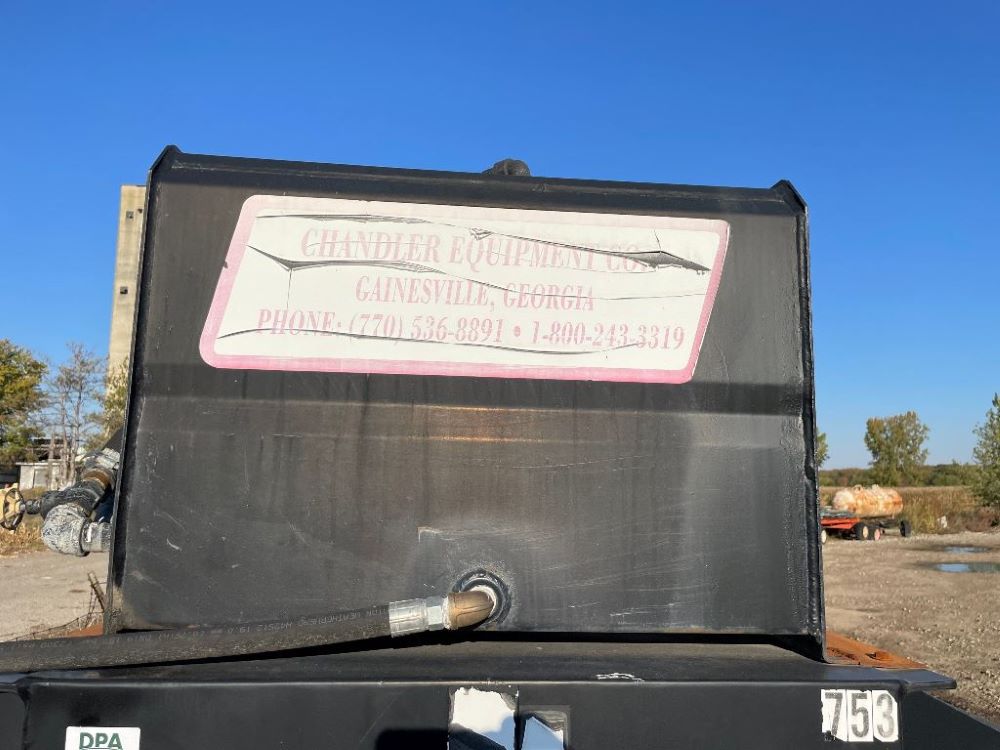 CHANDLER EQUIPMENT CO.
GAINESVILLE, GEORGIA
PHONE: (770) 536-8891 • 1-800-243-3319
753
DPA